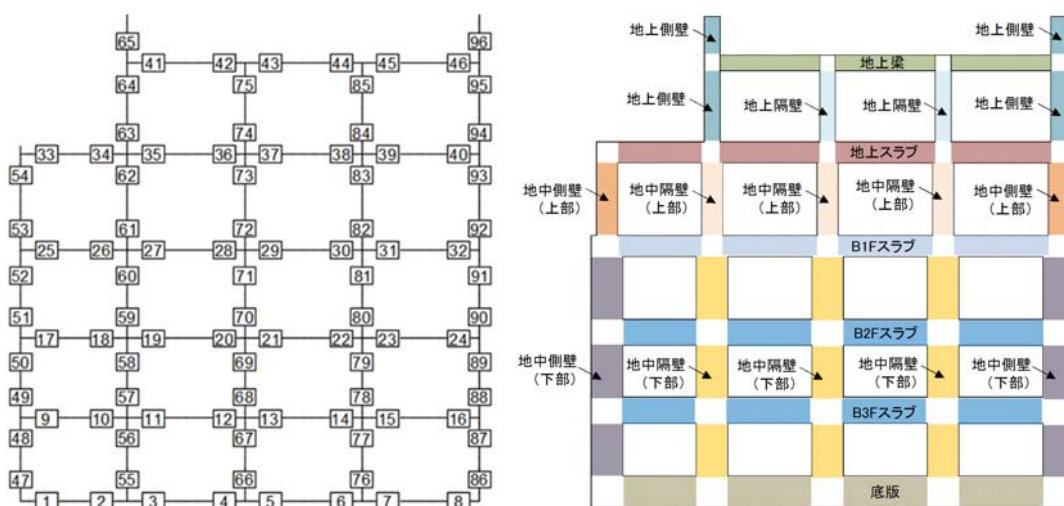 65 96
41 42 43 44 45 46
64 75 85 95
63 74 84 94
33 34 35 36 37 38 39 40
54 62 73 83 93
53 61 72 82 92
25 26 27 28 29 30 31 32
52 60 71 81 91
51 59 70 80 90
17 18 19 20 21 22 23 24
50 58 69 79 89
49 57 68 78 88
9 10 11 12 13 14 15 16
48 56 67 77 87
47 55 66 76 86
1 2 3 4 5 6 7 8
地上側壁
地上側壁
地上梁
地上側壁
地上隔壁
地上隔壁
地上側壁
地上スラブ
地中側壁
(上部)
地中隔壁
(上部)
地中隔壁
(上部)
地中隔壁
(上部)
地中側壁
(上部)
B1Fスラブ
B2Fスラブ
地中側壁
(下部)
地中隔壁
(下部)
地中隔壁
(下部)
地中隔壁
(下部)
地中側壁
(下部)
B3Fスラブ
底版